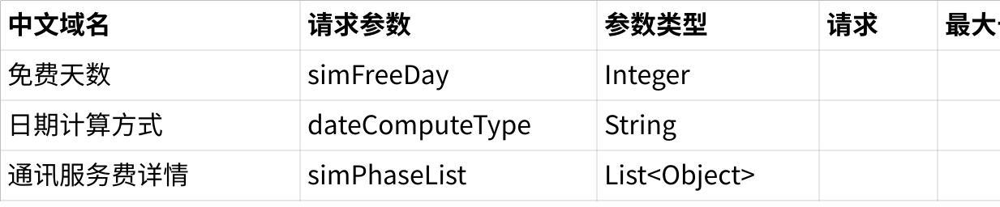 中文域名 请求参数 参数类型 请求 最大
免费天数 simFreeDay Integer
日期计算方式 dateComputeType String
通讯服务费详情 simPhaseList List<Object>